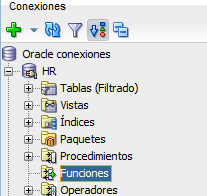 Conexiones
Oracle conexiones
HR
Tablas (Filtrado)
Vistas
Índices
Paquetes
Procedimientos
Funciones
Operadores